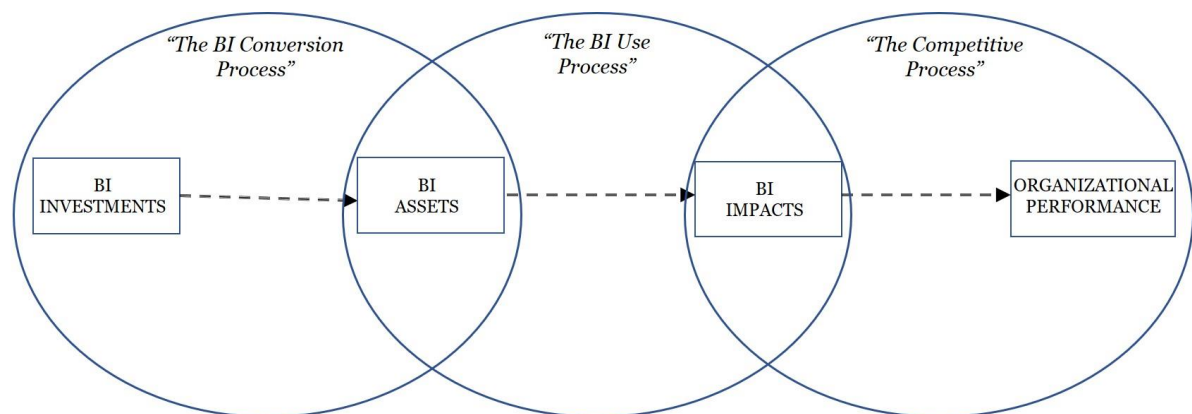 “The BI Conversion
Process”
“The BI Use
Process”
“The Competitive
Process”
BI
INVESTMENTS
BI
ASSETS
BI
IMPACTS
ORGANIZATIONAL
PERFORMANCE